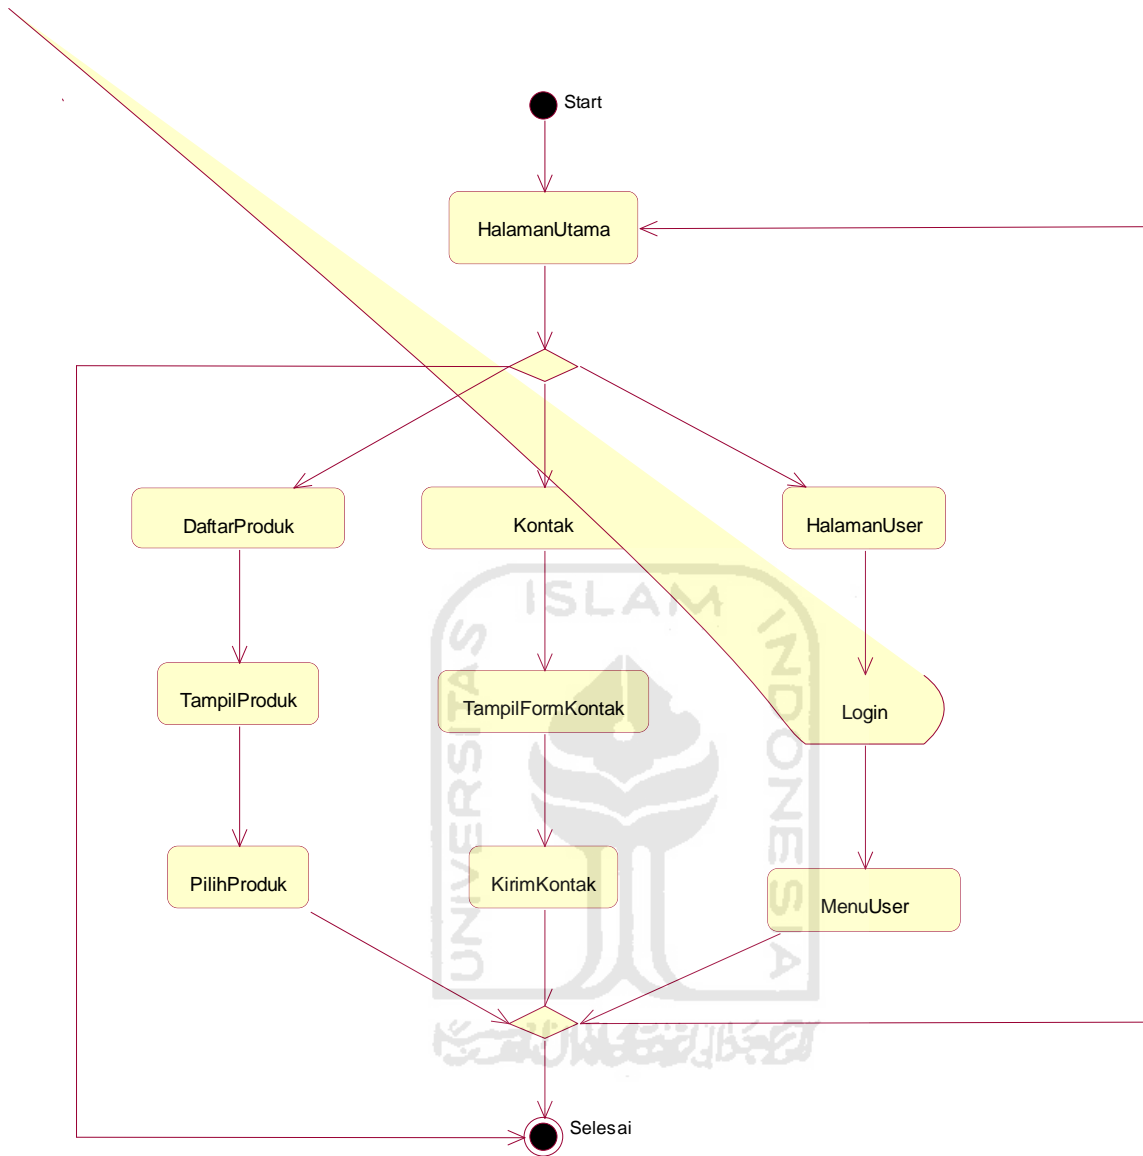 Start
HalamanUtama
DaftarProduk
Kontak
HalamanUser
ISLAM
UNIVERSITAS
INDONESIA
TampilProduk
TampilFormKontak
Login
PilihProduk
KirimKontak
MenuUser
Selesai